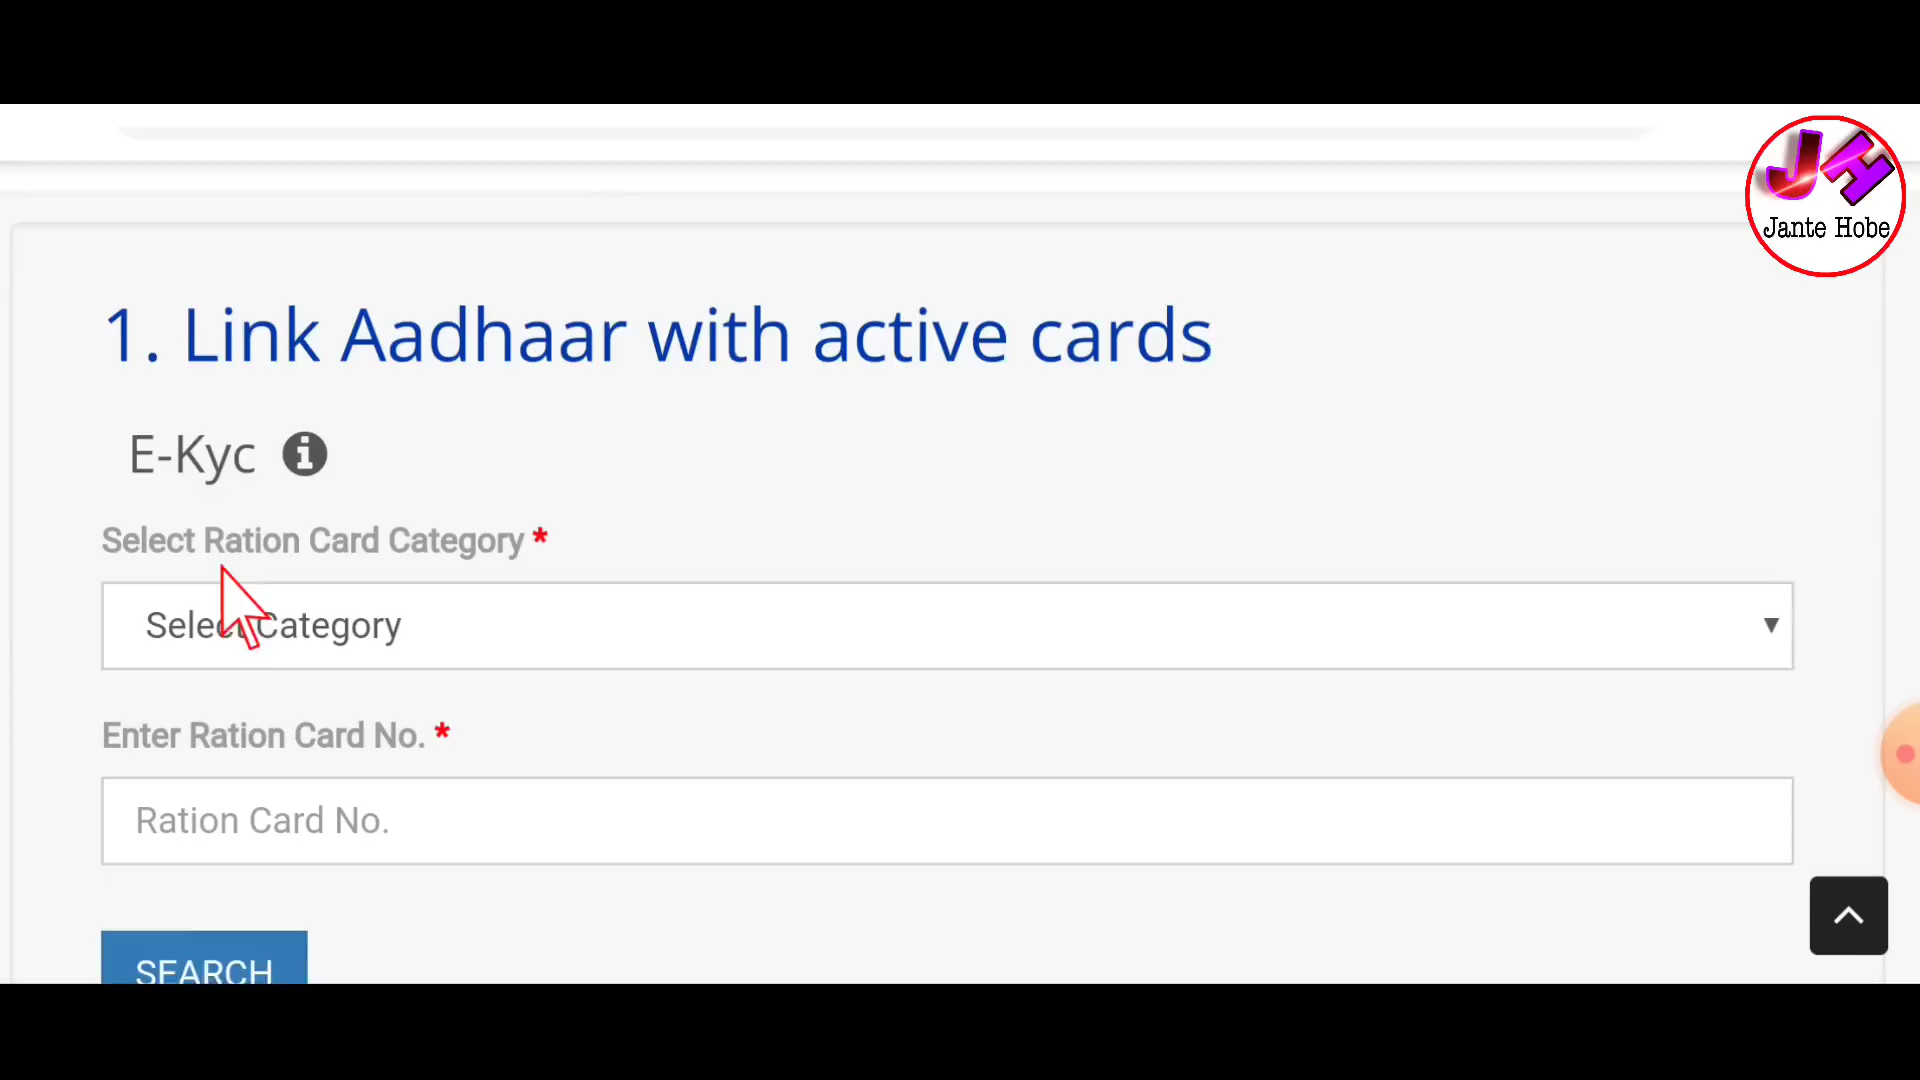 JH
Jante Hobe
1. Link Aadhaar with active cards
E-Kyc
Select Ration Card Category *
Select Category
Enter Ration Card No. *
Ration Card No.
SEARCH